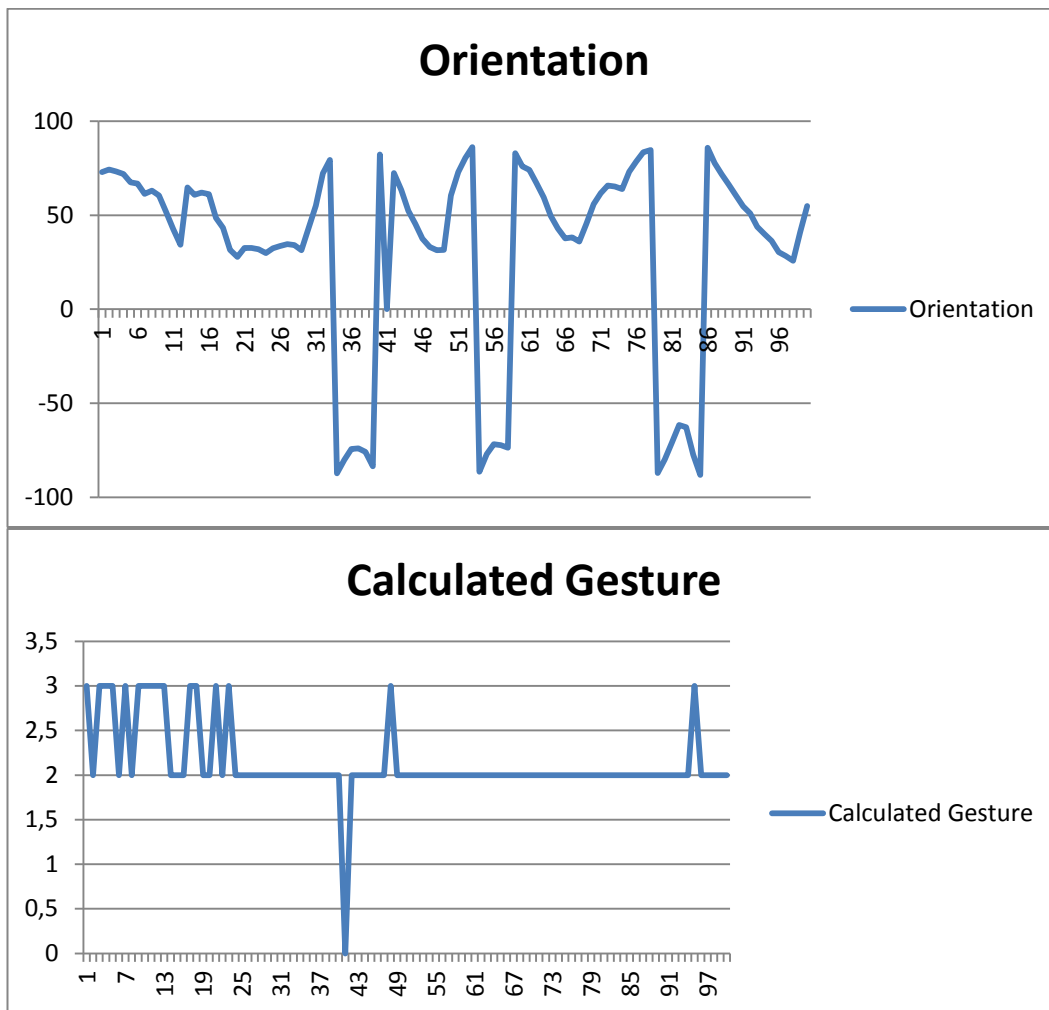 Orientation
100
50
0
-50
-100
1 6 11 16 21 26 31 36 41 46 51 56 61 66 71 76 81 86 91 96
Orientation
Calculated Gesture
3,5
3
2,5
2
1,5
1
0,5
0
1 7 13 19 25 31 37 43 49 55 61 67 73 79 85 91 97
Calculated Gesture